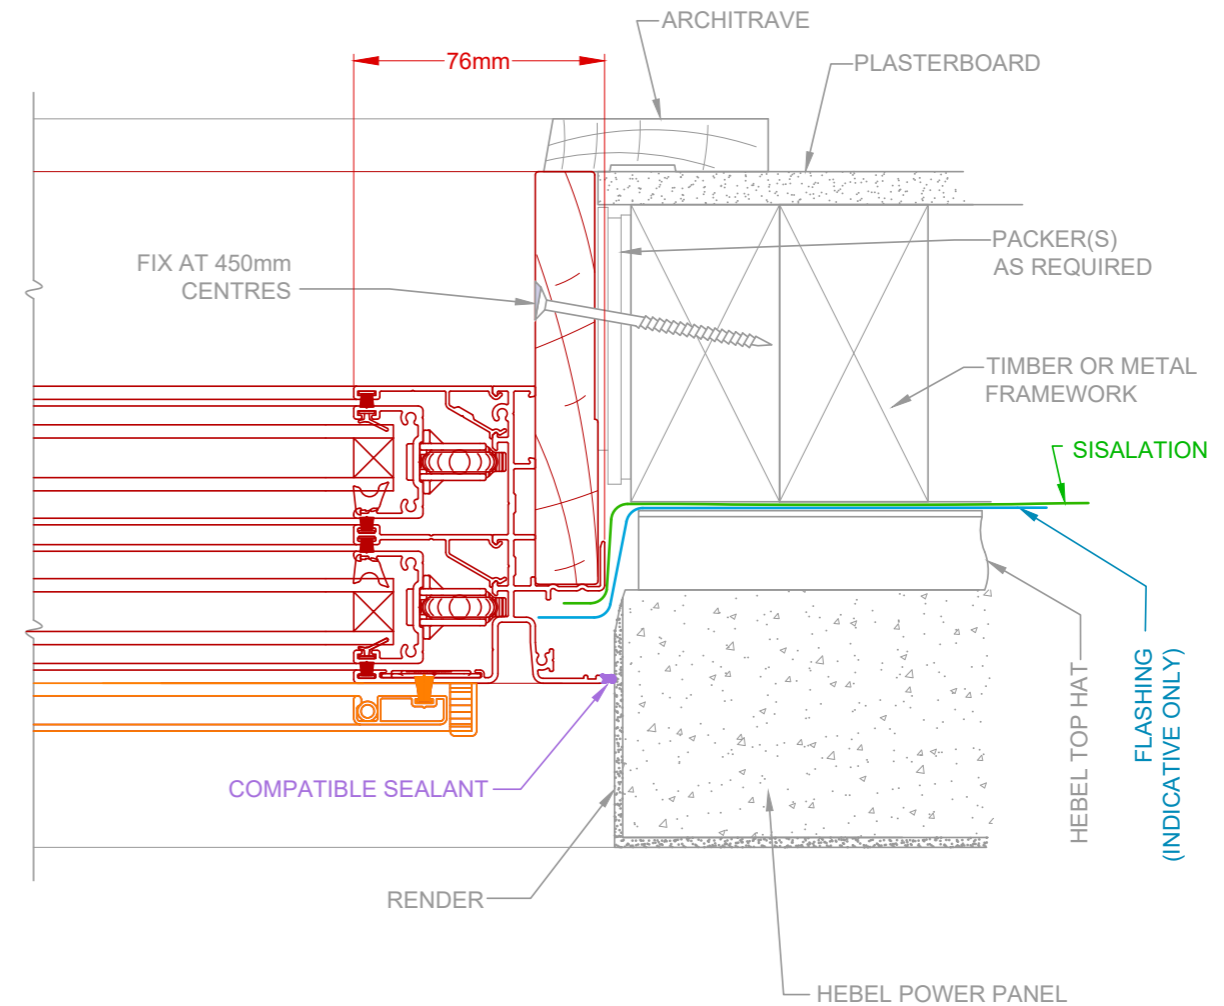 ARCHITRAVE
76mm
PLASTERBOARD
PACKER(S)
AS REQUIRED
FIX AT 450mm
CENTRES
TIMBER OR METAL
FRAMEWORK
SISALATION
FLASHING
(INDICATIVE ONLY)
HEBEL TOP HAT
COMPATIBLE SEALANT
RENDER
HEBEL POWER PANEL